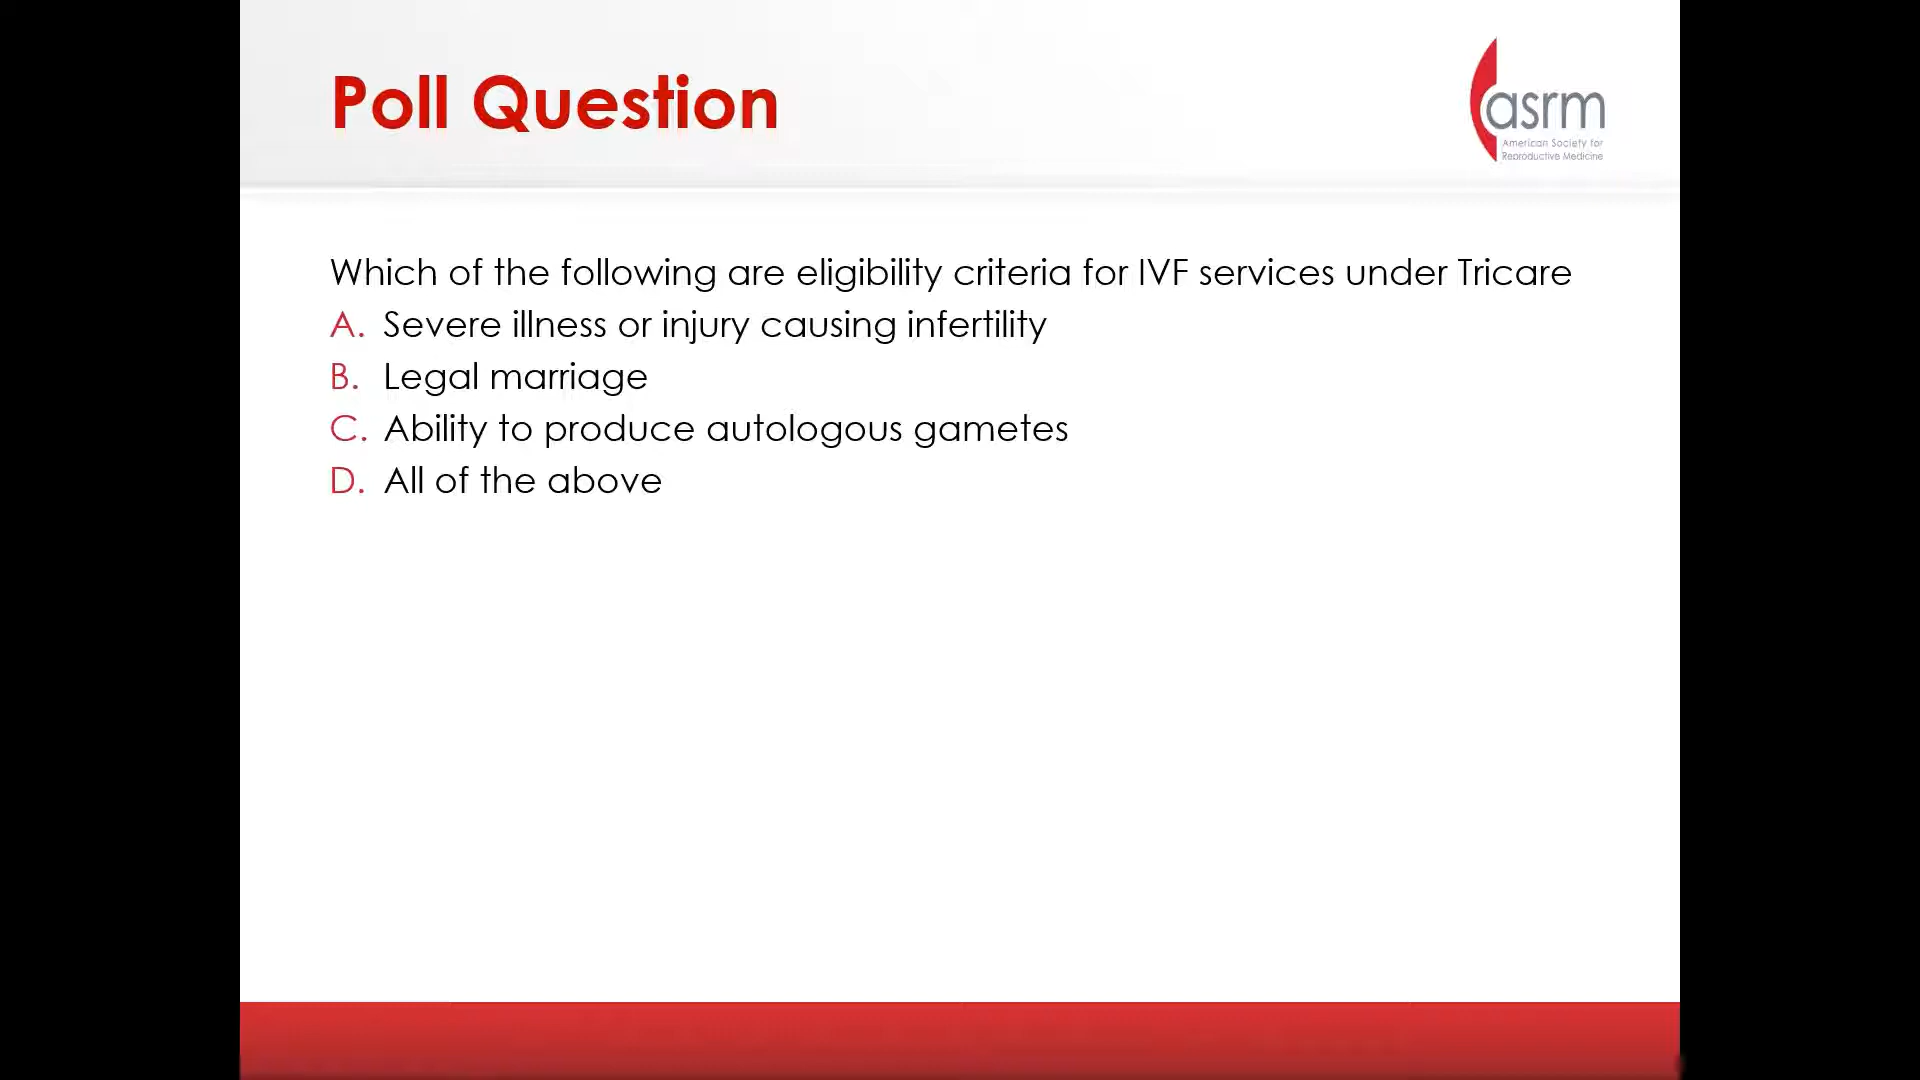 Poll Question
asrm
American Society for
Reproductive Medicine
Which of the following are eligibility criteria for IVF services under Tricare
A. Severe illness or injury causing infertility
B. Legal marriage
C. Ability to produce autologous gametes
D. All of the above